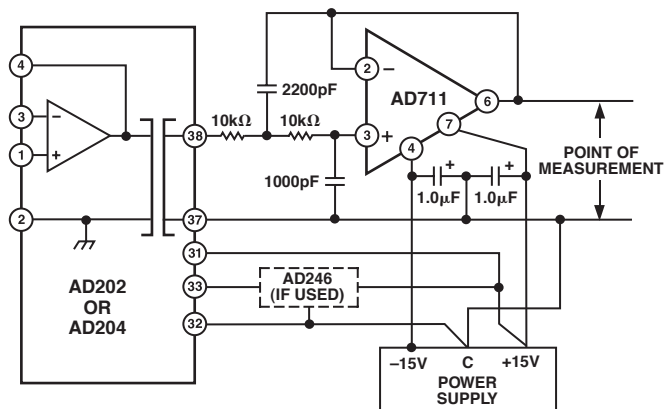 4
3
–
1
+
2
AD202
OR
AD204
38
37
31
33
32
10kΩ
2200pF
10kΩ
1000pF
2
–
AD711
3
+
6
7
4
+
1.0µF
+
1.0µF
POINT OF
MEASUREMENT
AD246
(IF USED)
–15V
C
+15V
POWER
SUPPLY